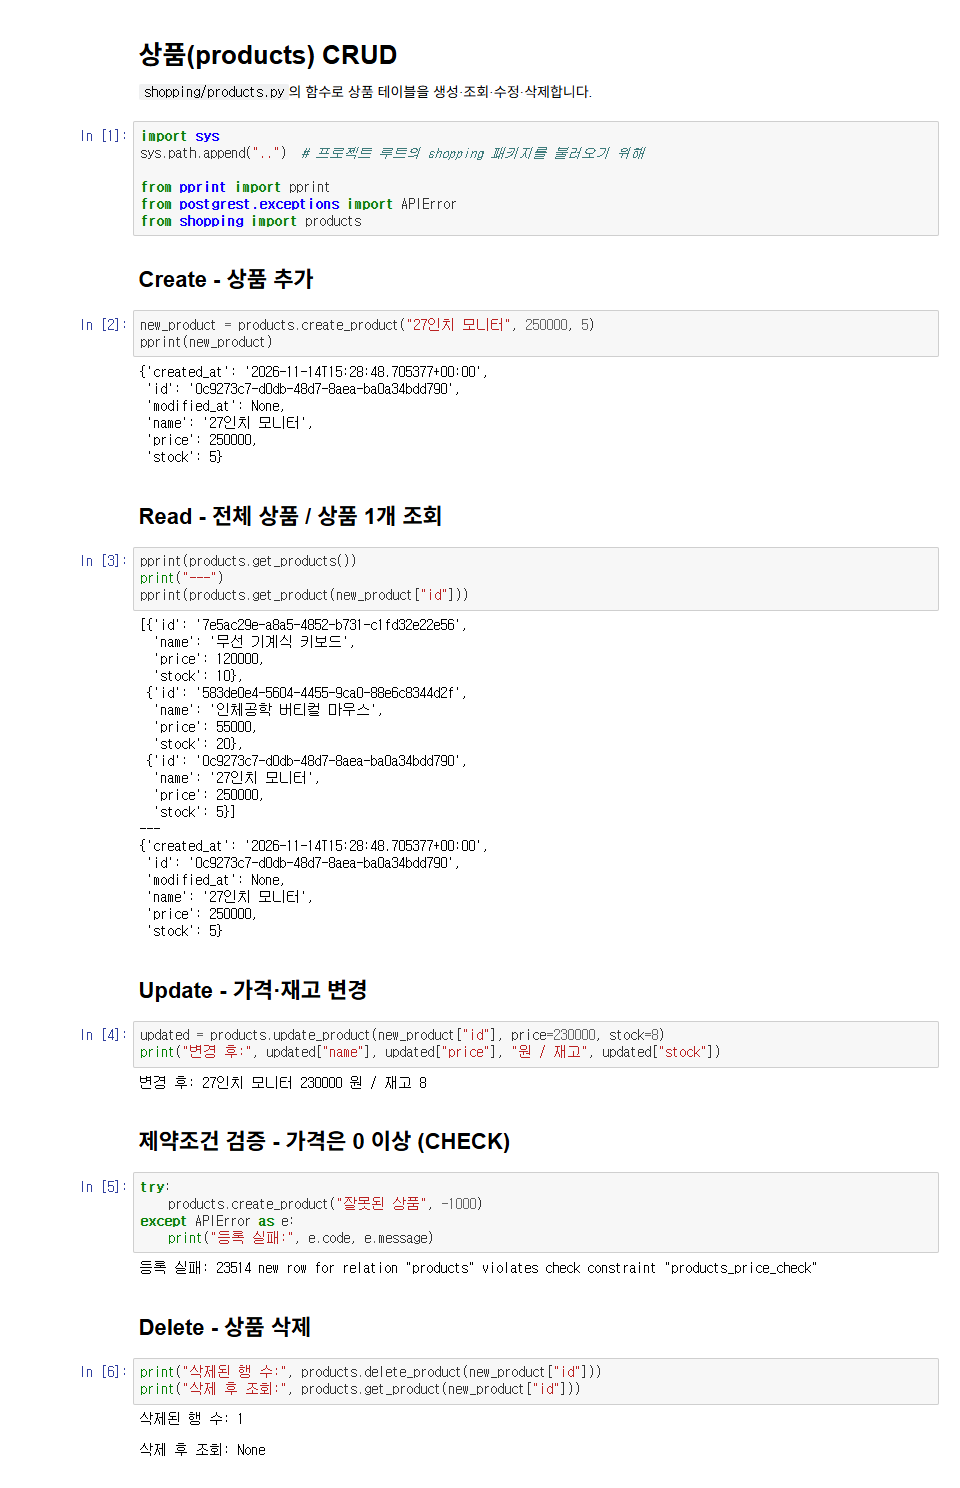 상품(products) CRUD
shopping/products.py 의 함수로 상품 테이블을 생성·조회·수정·삭제합니다.
In [1]: import sys
sys.path.append("..")  # 프로젝트 루트의 shopping 패키지를 불러오기 위해
from pprint import pprint
from postgrest.exceptions import APIError
from shopping import products
Create - 상품 추가
In [2]: new_product = products.create_product("27인치 모니터", 250000, 5)
pprint(new_product)
{'created_at': '2026-11-14T15:28:48.705377+00:00',
 'id': '0c9273c7-d0db-48d7-8aea-ba0a34bdd790',
 'modified_at': None,
 'name': '27인치 모니터',
 'price': 250000,
 'stock': 5}
Read - 전체 상품 / 상품 1개 조회
In [3]: pprint(products.get_products())
print("---")
pprint(products.get_product(new_product["id"]))
[{'id': '7e5ac29e-a8a5-4852-b731-c1fd32e22e56',
  'name': '무선 기계식 키보드',
  'price': 120000,
  'stock': 10},
 {'id': '583de0e4-5604-4455-9ca0-88e6c8344d2f',
  'name': '인체공학 버티컬 마우스',
  'price': 55000,
  'stock': 20},
 {'id': '0c9273c7-d0db-48d7-8aea-ba0a34bdd790',
  'name': '27인치 모니터',
  'price': 250000,
  'stock': 5}]
---
{'created_at': '2026-11-14T15:28:48.705377+00:00',
 'id': '0c9273c7-d0db-48d7-8aea-ba0a34bdd790',
 'modified_at': None,
 'name': '27인치 모니터',
 'price': 250000,
 'stock': 5}
Update - 가격·재고 변경
In [4]: updated = products.update_product(new_product["id"], price=230000, stock=8)
print("변경 후:", updated["name"], updated["price"], "원 / 재고", updated["stock"])
변경 후: 27인치 모니터 230000 원 / 재고 8
제약조건 검증 - 가격은 0 이상 (CHECK)
In [5]: try:
    products.create_product("잘못된 상품", -1000)
except APIError as e:
    print("등록 실패:", e.code, e.message)
등록 실패: 23514 new row for relation "products" violates check constraint "products_price_check"
Delete - 상품 삭제
In [6]: print("삭제된 행 수:", products.delete_product(new_product["id"]))
print("삭제 후 조회:", products.get_product(new_product["id"]))
삭제된 행 수: 1
삭제 후 조회: None